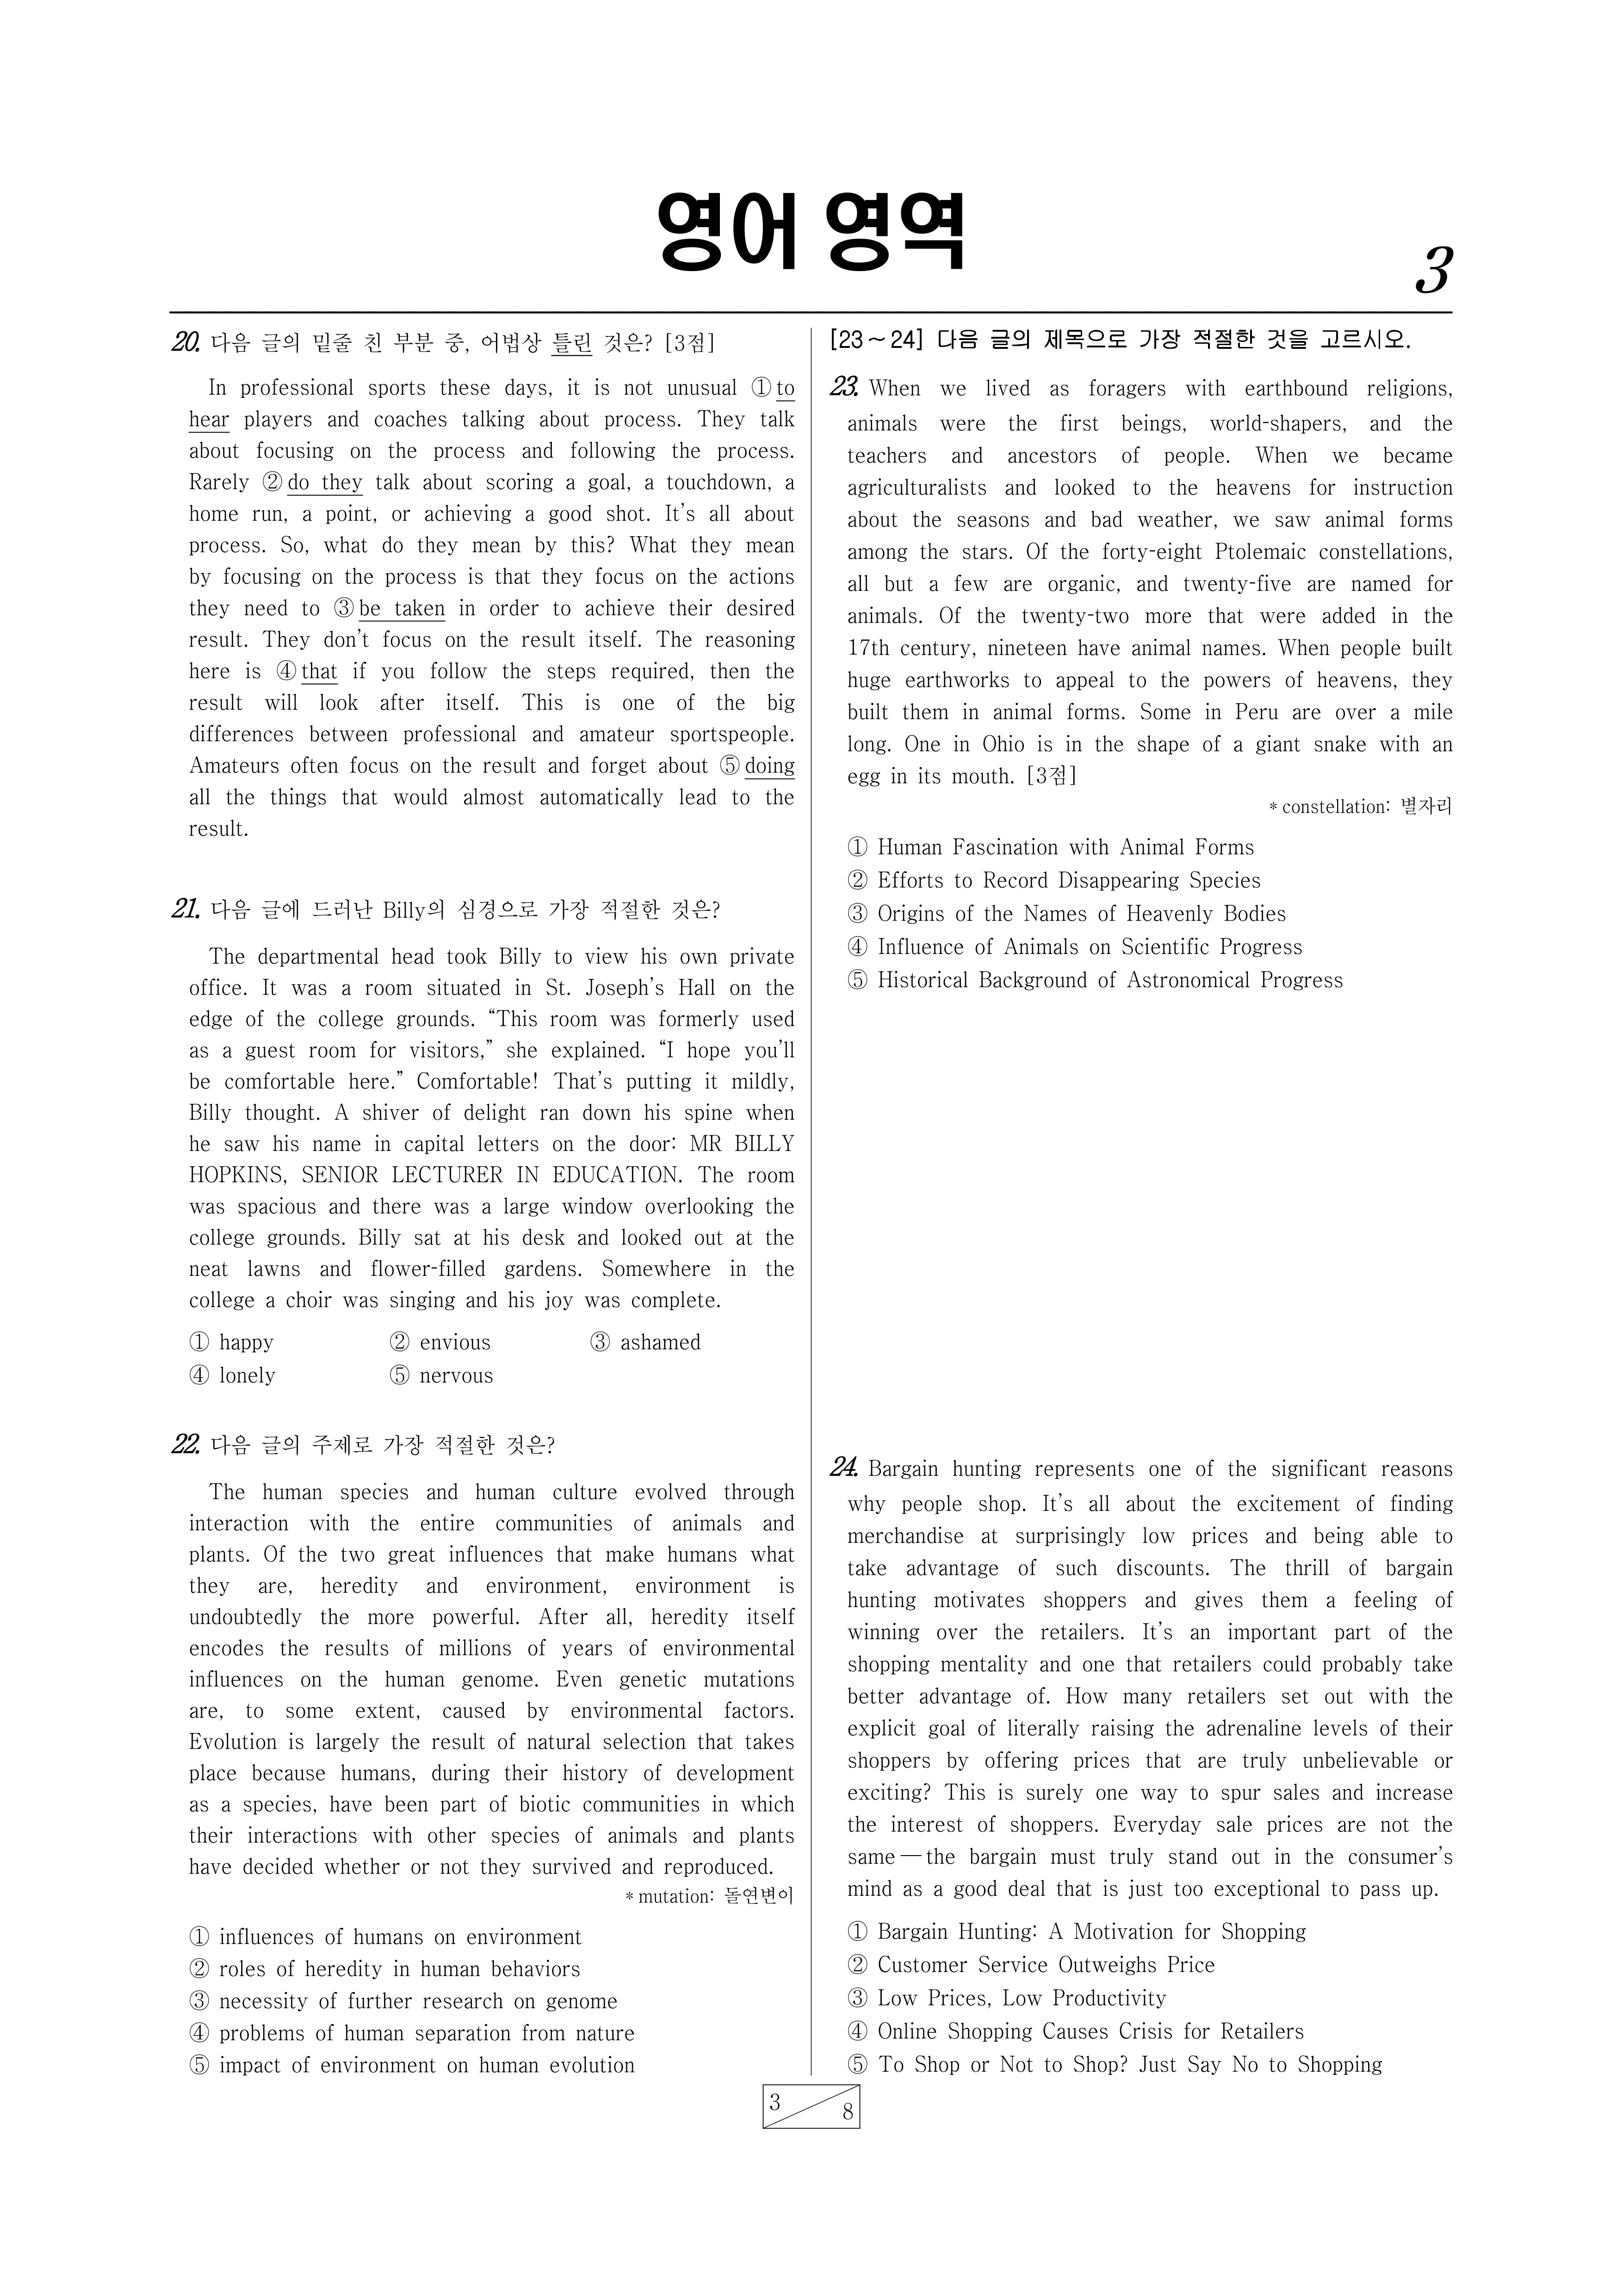 영어 영역
3
20. 다음 글의 밑줄 친 부분 중, 어법상 틀린 것은? [3점]
In professional sports these days, it is not unusual ① to
hear players and coaches talking about process. They talk
about focusing on the process and following the process.
Rarely ② do they talk about scoring a goal, a touchdown, a
home run, a point, or achieving a good shot. It's all about
process. So, what do they mean by this? What they mean
by focusing on the process is that they focus on the actions
they need to ③ be taken in order to achieve their desired
result. They don't focus on the result itself. The reasoning
here is ④ that if you follow the steps required, then the
result will look after itself. This is one of the big
differences between professional and amateur sportspeople.
Amateurs often focus on the result and forget about ⑤ doing
all the things that would almost automatically lead to the
result.
21. 다음 글에 드러난 Billy의 심경으로 가장 적절한 것은?
The departmental head took Billy to view his own private
office. It was a room situated in St. Joseph's Hall on the
edge of the college grounds. “This room was formerly used
as a guest room for visitors,” she explained. “I hope you'll
be comfortable here.” Comfortable! That's putting it mildly,
Billy thought. A shiver of delight ran down his spine when
he saw his name in capital letters on the door: MR BILLY
HOPKINS, SENIOR LECTURER IN EDUCATION. The room
was spacious and there was a large window overlooking the
college grounds. Billy sat at his desk and looked out at the
neat lawns and flower-filled gardens. Somewhere in the
college a choir was singing and his joy was complete.
① happy ② envious ③ ashamed
④ lonely ⑤ nervous
22. 다음 글의 주제로 가장 적절한 것은?
The human species and human culture evolved through
interaction with the entire communities of animals and
plants. Of the two great influences that make humans what
they are, heredity and environment, environment is
undoubtedly the more powerful. After all, heredity itself
encodes the results of millions of years of environmental
influences on the human genome. Even genetic mutations
are, to some extent, caused by environmental factors.
Evolution is largely the result of natural selection that takes
place because humans, during their history of development
as a species, have been part of biotic communities in which
their interactions with other species of animals and plants
have decided whether or not they survived and reproduced.
* mutation: 돌연변이
① influences of humans on environment
② roles of heredity in human behaviors
③ necessity of further research on genome
④ problems of human separation from nature
⑤ impact of environment on human evolution
[23~24] 다음 글의 제목으로 가장 적절한 것을 고르시오.
23. When we lived as foragers with earthbound religions,
animals were the first beings, world-shapers, and the
teachers and ancestors of people. When we became
agriculturalists and looked to the heavens for instruction
about the seasons and bad weather, we saw animal forms
among the stars. Of the forty-eight Ptolemaic constellations,
all but a few are organic, and twenty-five are named for
animals. Of the twenty-two more that were added in the
17th century, nineteen have animal names. When people built
huge earthworks to appeal to the powers of heavens, they
built them in animal forms. Some in Peru are over a mile
long. One in Ohio is in the shape of a giant snake with an
egg in its mouth. [3점]
* constellation: 별자리
① Human Fascination with Animal Forms
② Efforts to Record Disappearing Species
③ Origins of the Names of Heavenly Bodies
④ Influence of Animals on Scientific Progress
⑤ Historical Background of Astronomical Progress
24. Bargain hunting represents one of the significant reasons
why people shop. It's all about the excitement of finding
merchandise at surprisingly low prices and being able to
take advantage of such discounts. The thrill of bargain
hunting motivates shoppers and gives them a feeling of
winning over the retailers. It's an important part of the
shopping mentality and one that retailers could probably take
better advantage of. How many retailers set out with the
explicit goal of literally raising the adrenaline levels of their
shoppers by offering prices that are truly unbelievable or
exciting? This is surely one way to spur sales and increase
the interest of shoppers. Everyday sale prices are not the
same — the bargain must truly stand out in the consumer's
mind as a good deal that is just too exceptional to pass up.
① Bargain Hunting: A Motivation for Shopping
② Customer Service Outweighs Price
③ Low Prices, Low Productivity
④ Online Shopping Causes Crisis for Retailers
⑤ To Shop or Not to Shop? Just Say No to Shopping
3 8